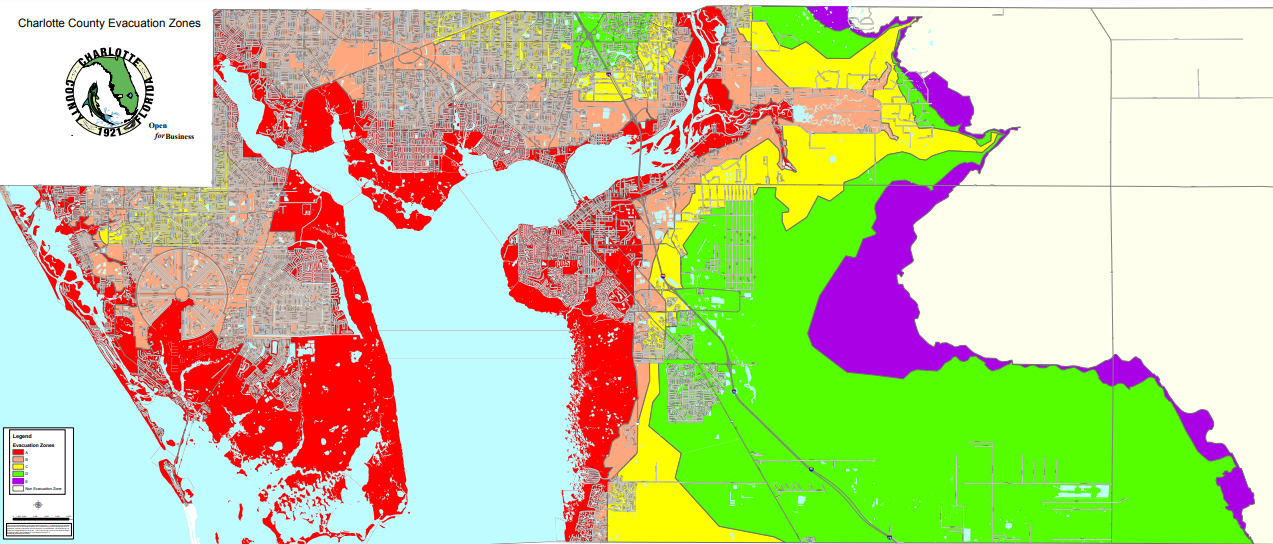 Charlotte County Evacuation Zones
CHARLOTTE
COUNTY
FLORIDA
1921
Open
for Business
Legend
Evacuation Zones
A
B
C
D
E
Non Evacuation Zone